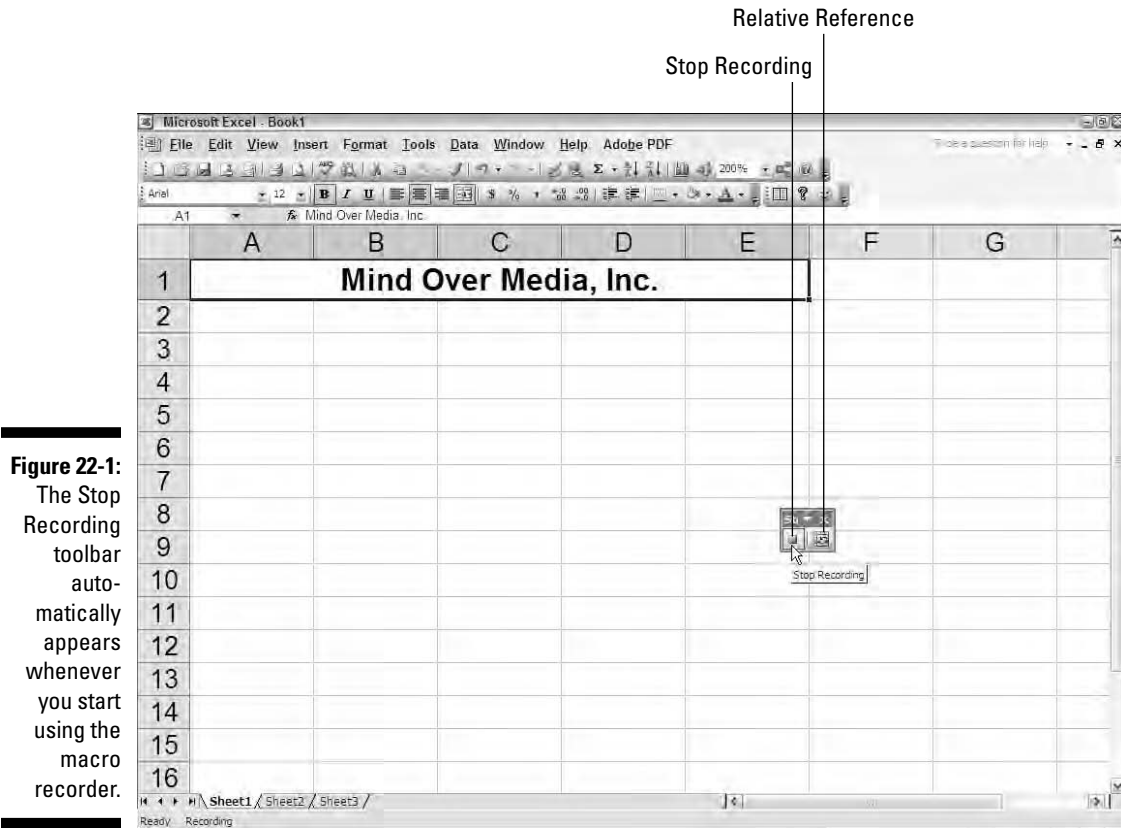 Relative Reference
Stop Recording
Microsoft Excel - Book1
File Edit View Insert Format Tools Data Window Help Adobe PDF
200%
Arial 12 B I U $ %
A1 fx Mind Over Media, Inc.
A B C D E F G
1 Mind Over Media, Inc.
2
3
4
5
6
7
8
9
Stop Recording
10
11
12
13
14
15
16
Sheet1 Sheet2 Sheet3
Ready Recording
Figure 22-1:
The Stop
Recording
toolbar
auto-
matically
appears
whenever
you start
using the
macro
recorder.